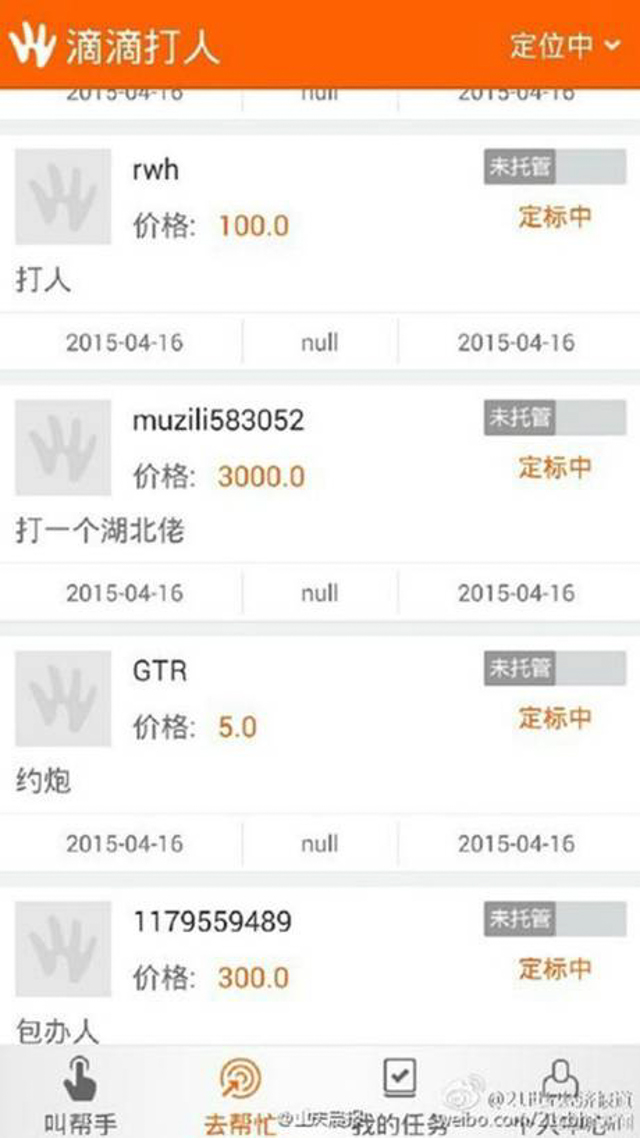 滴滴打人 定位中
2015-04-16 null 2015-04-16
rwh 未托管
价格: 100.0 定标中
打人
2015-04-16 null 2015-04-16
muzili583052 未托管
价格: 3000.0 定标中
打一个湖北佬
2015-04-16 null 2015-04-16
GTR 未托管
价格: 5.0 定标中
约炮
2015-04-16 null 2015-04-16
1179559489 未托管
价格: 300.0 定标中
包办人
叫帮手 去帮忙 我的任务